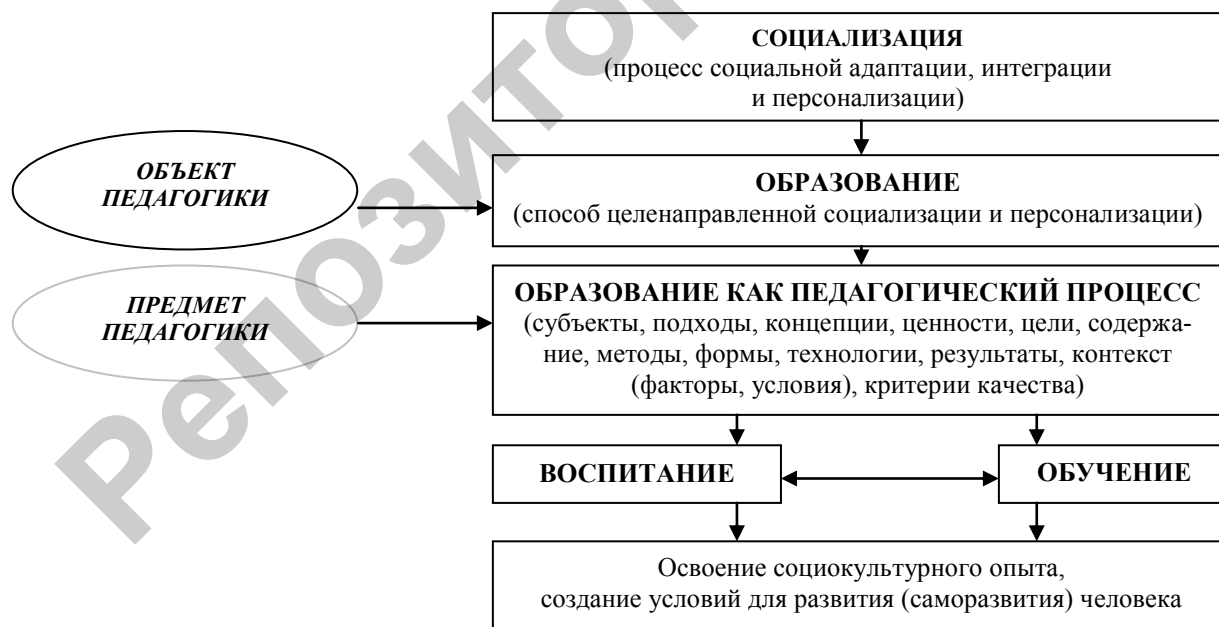 СОЦИАЛИЗАЦИЯ
(процесс социальной адаптации, интеграции
и персонализации)
ОБЪЕКТ
ПЕДАГОГИКИ
ОБРАЗОВАНИЕ
(способ целенаправленной социализации и персонализации)
ПРЕДМЕТ
ПЕДАГОГИКИ
ОБРАЗОВАНИЕ КАК ПЕДАГОГИЧЕСКИЙ ПРОЦЕСС
(субъекты, подходы, концепции, ценности, цели, содержа-
ние, методы, формы, технологии, результаты, контекст
(факторы, условия), критерии качества)
ВОСПИТАНИЕ
ОБУЧЕНИЕ
Освоение социокультурного опыта,
создание условий для развития (саморазвития) человека
Репозитор